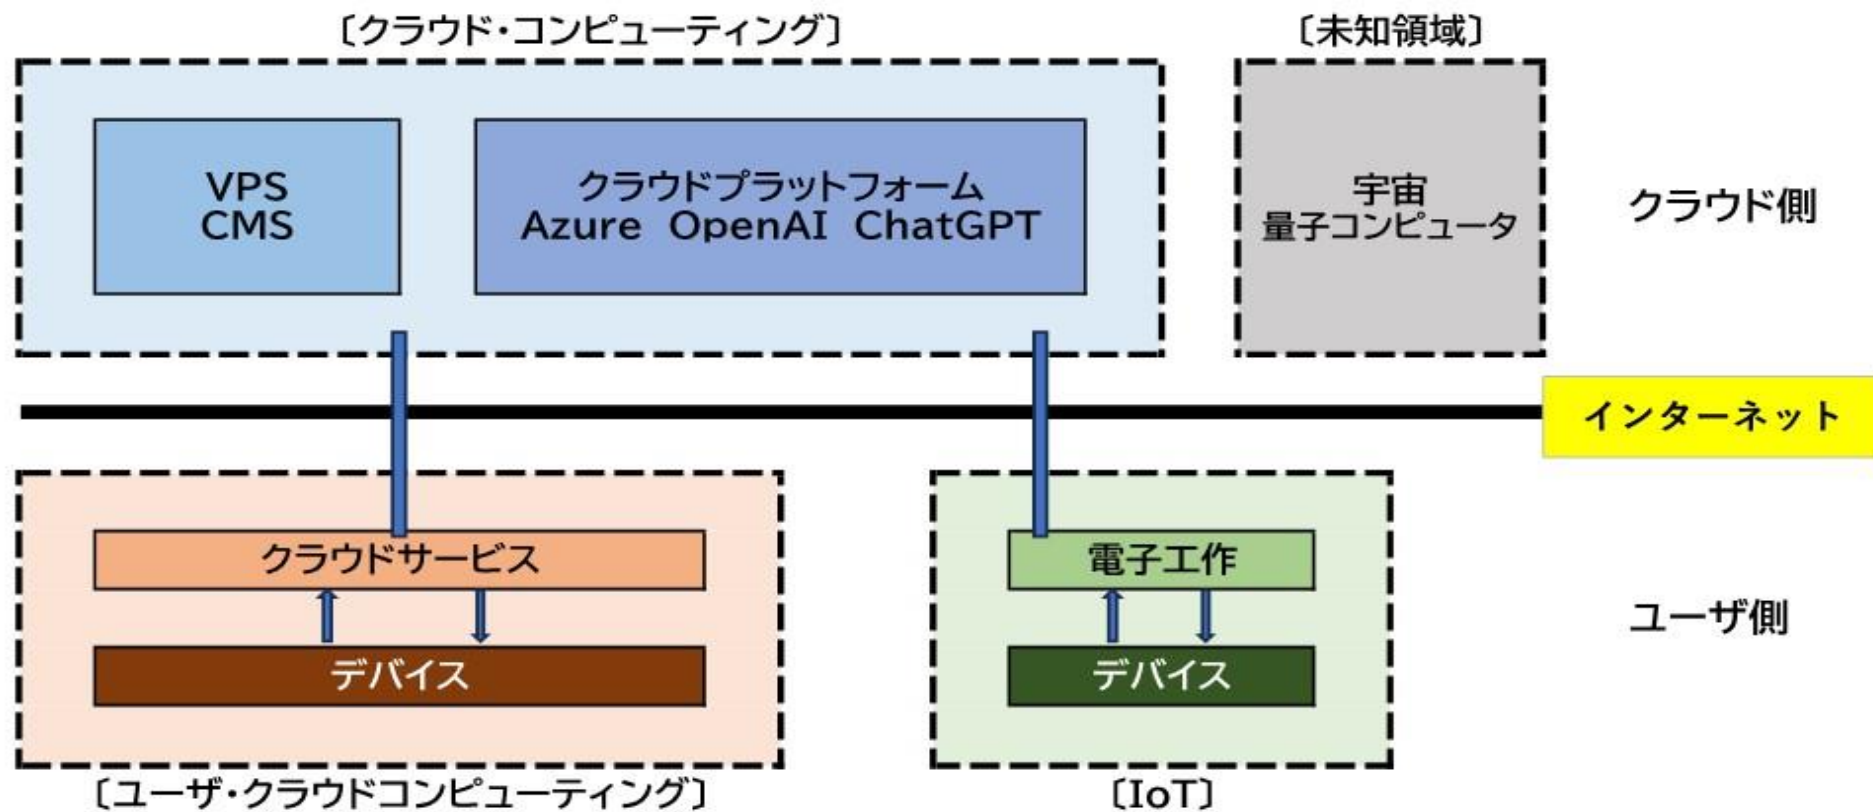 〔クラウド・コンピューティング〕
〔未知領域〕
VPS
CMS
クラウドプラットフォーム
Azure OpenAI ChatGPT
宇宙
量子コンピュータ
クラウド側
インターネット
クラウドサービス
デバイス
電子工作
デバイス
ユーザ側
〔ユーザ・クラウドコンピューティング〕
〔IoT〕